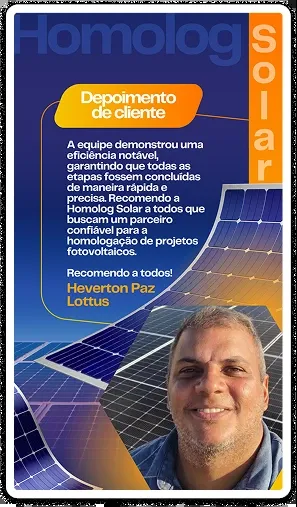 Homolog
Solar
Depoimento
de cliente
A equipe demonstrou uma
eficiência notável,
garantindo que todas as
etapas fossem concluídas
de maneira rápida e
precisa. Recomendo a
Homolog Solar a todos que
buscam um parceiro
confiável para a
homologação de projetos
fotovoltaicos.
Recomendo a todos!
Heverton Paz
Lottus